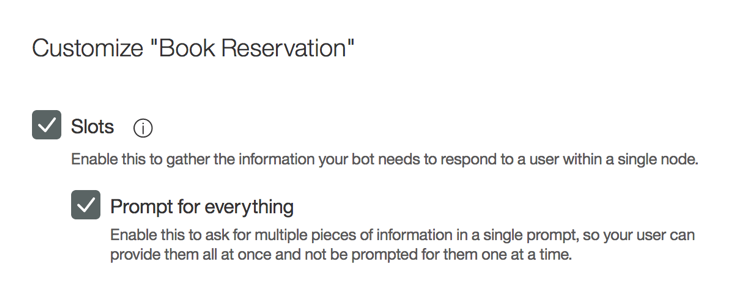 Customize "Book Reservation"
Slots
Enable this to gather the information your bot needs to respond to a user within a single node.
Prompt for everything
Enable this to ask for multiple pieces of information in a single prompt, so your user can
provide them all at once and not be prompted for them one at a time.